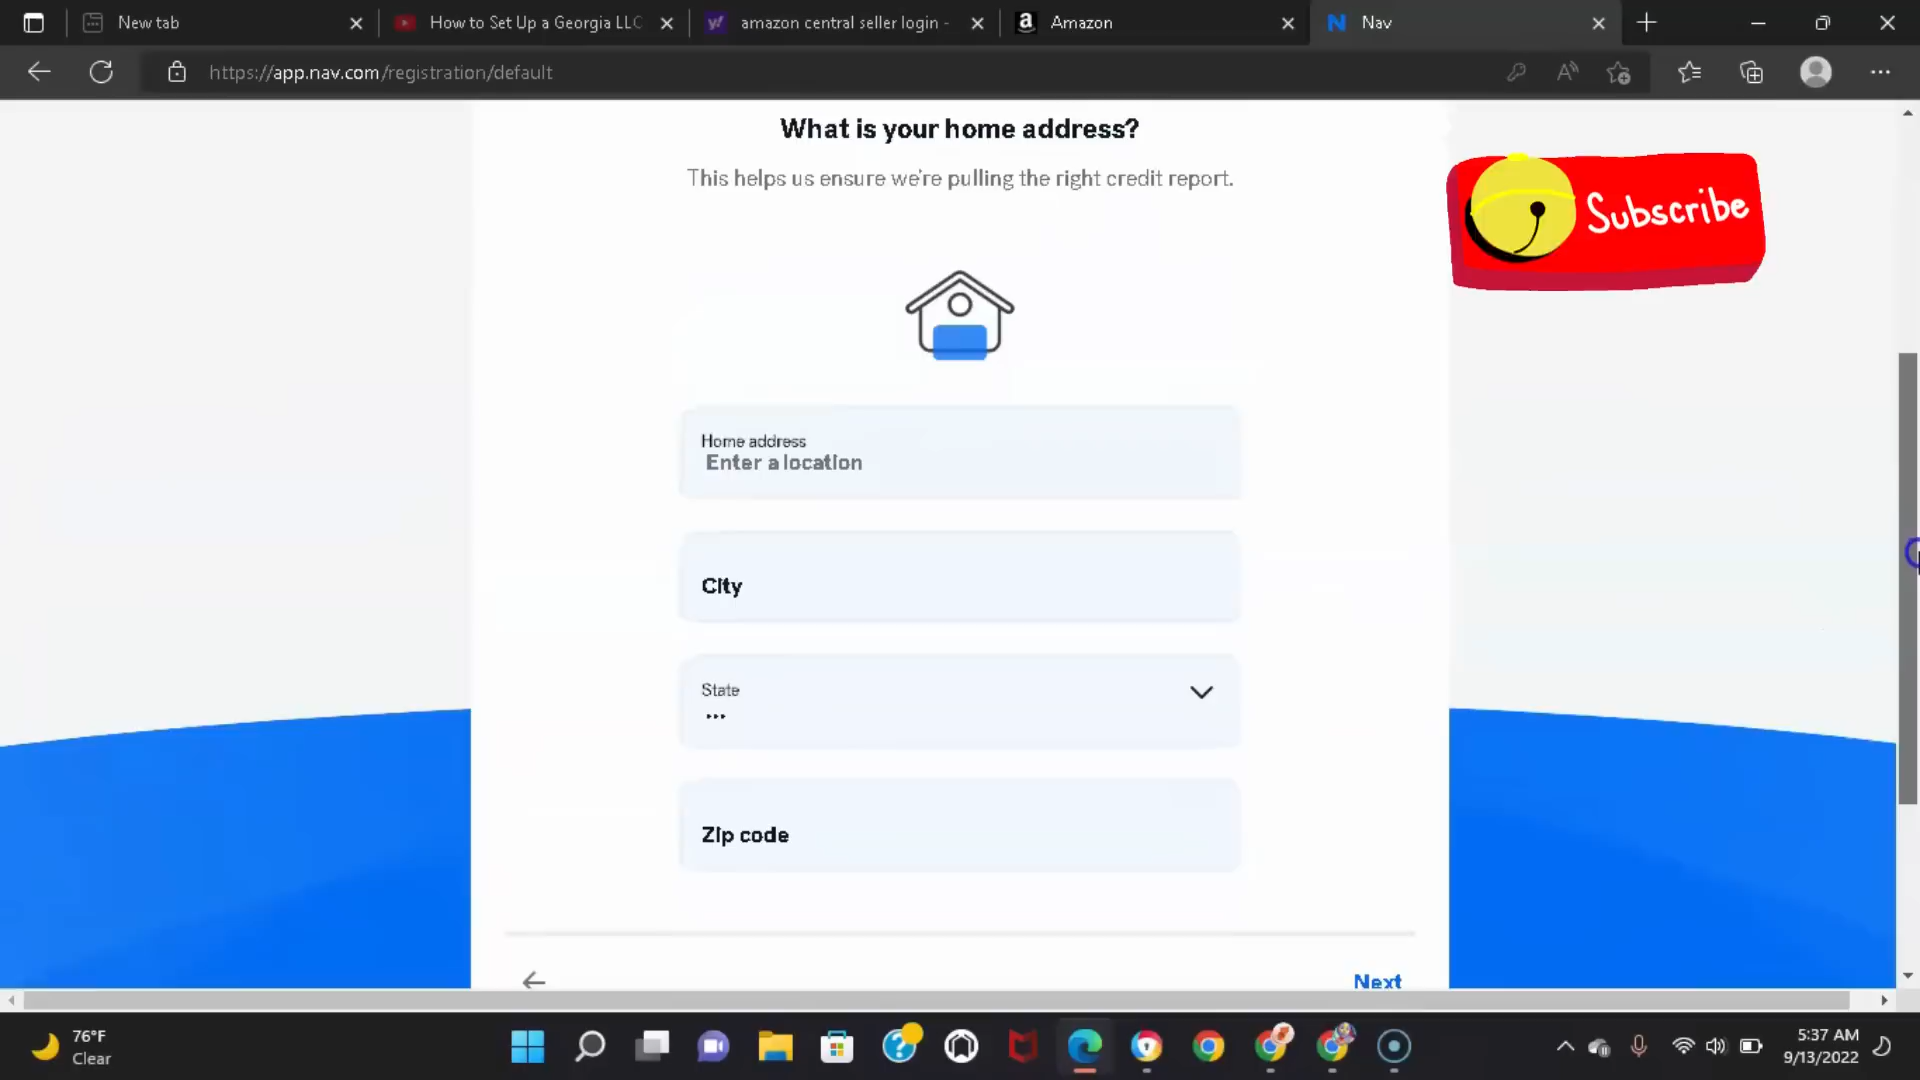 New tab
How to Set Up a Georgia LLC
amazon central seller login -
Amazon
Nav
https://app.nav.com/registration/default
What is your home address?
This helps us ensure we're pulling the right credit report.
Subscribe
Home address
Enter a location
City
State
...
Zip code
Next
76°F
Clear
5:37 AM
9/13/2022